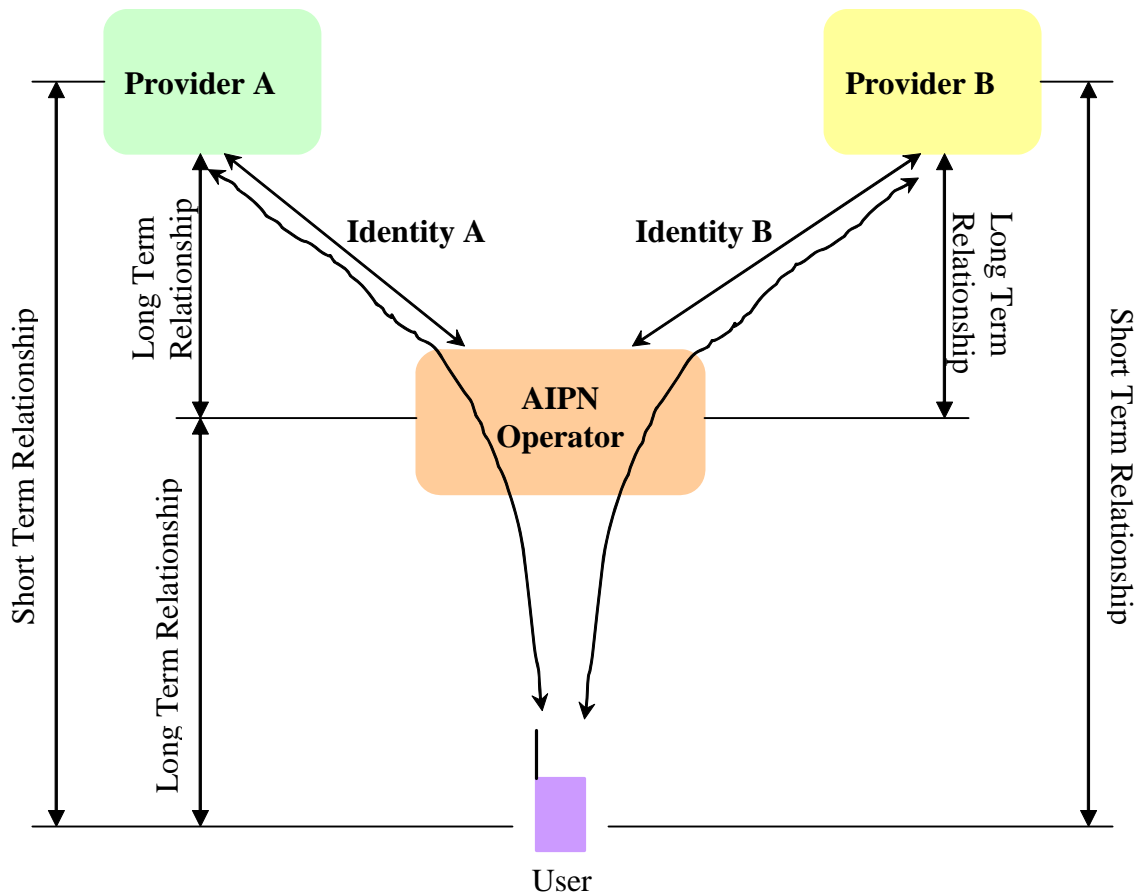 Provider A
Provider B
Identity A
Identity B
Long Term
Relationship
Long Term
Relationship
AIPN
Operator
Short Term Relationship
Long Term Relationship
Short Term Relationship
User